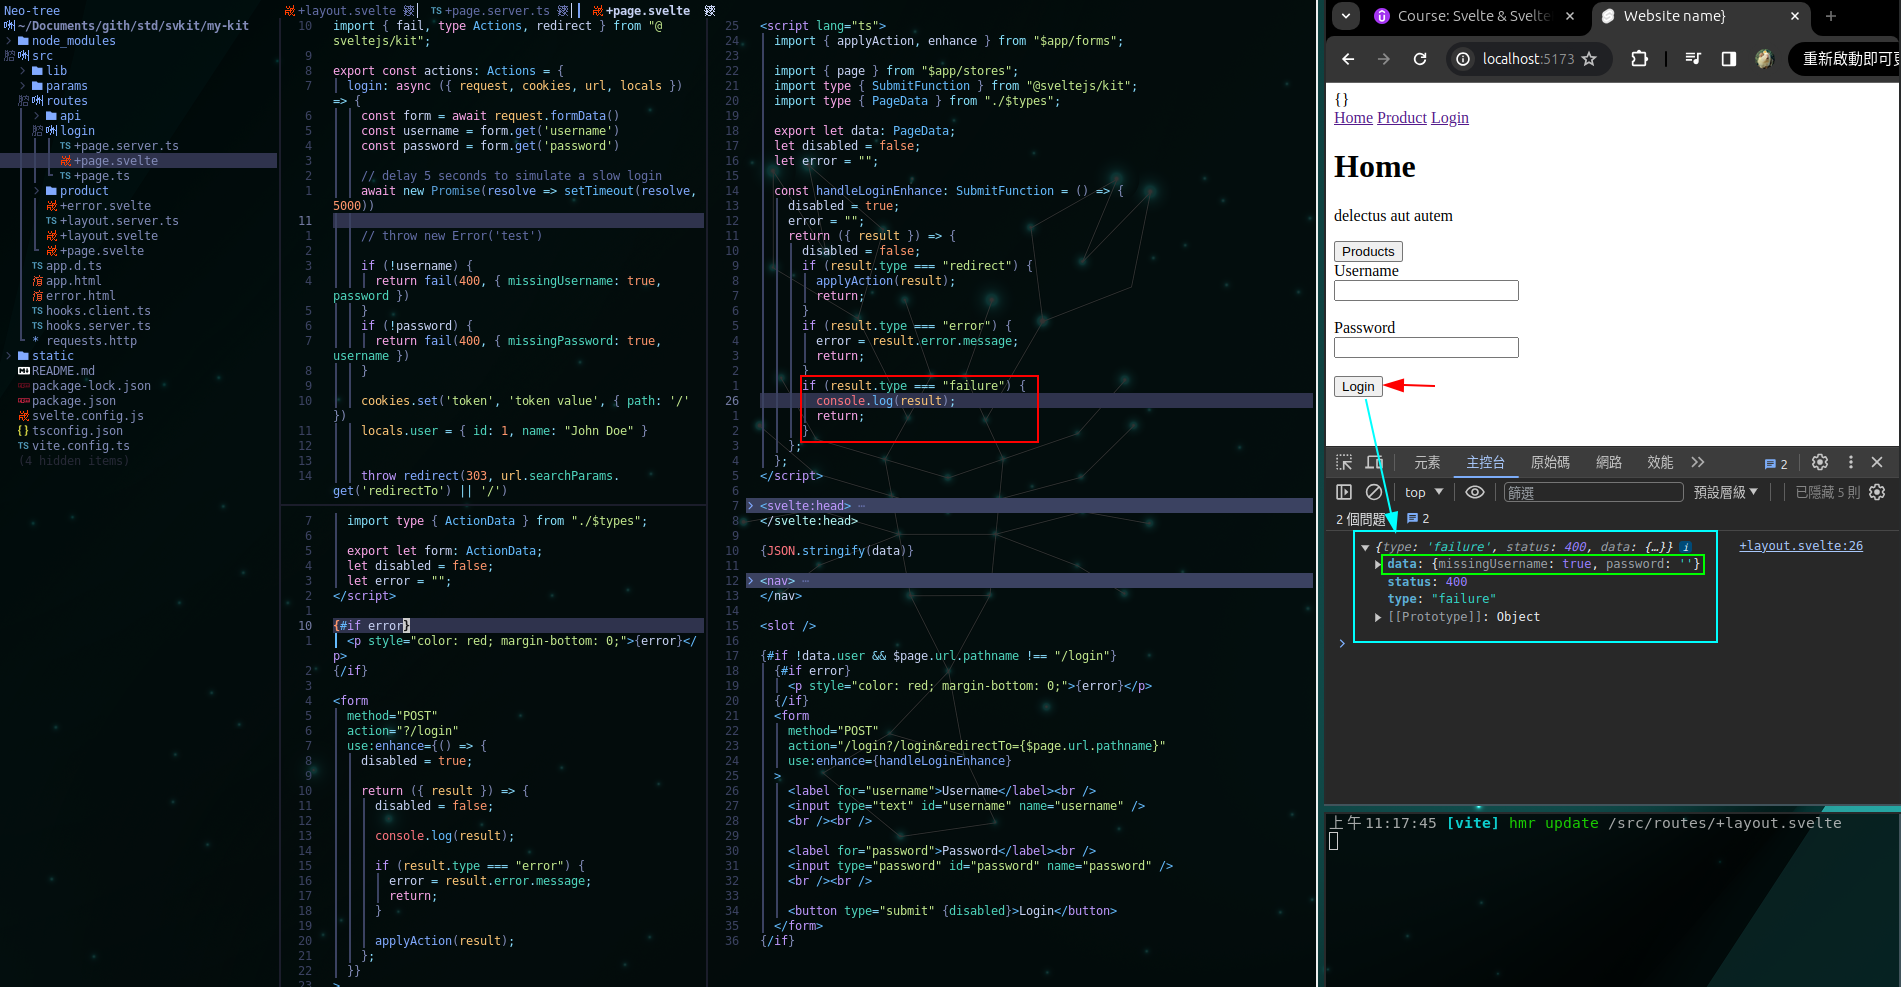 Neo-tree
~/Documents/gith/std/svkit/my-kit
node_modules
src
lib
params
routes
api
login
TS +page.server.ts
+page.svelte
TS +page.ts
product
+error.svelte
TS +layout.server.ts
+layout.svelte
+page.svelte
TS app.d.ts
app.html
error.html
TS hooks.client.ts
TS hooks.server.ts
* requests.http
static
README.md
package-lock.json
package.json
svelte.config.js
{} tsconfig.json
TS vite.config.ts
(4 hidden items)
+layout.svelte TS +page.server.ts +page.svelte
10 import { fail, type Actions, redirect } from "@
sveltejs/kit";
9
8 export const actions: Actions = {
7 login: async ({ request, cookies, url, locals })
=> {
6 const form = await request.formData()
5 const username = form.get('username')
4 const password = form.get('password')
3
2 // delay 5 seconds to simulate a slow login
1 await new Promise(resolve => setTimeout(resolve,
5000))
11
1 // throw new Error('test')
2
3 if (!username) {
4 return fail(400, { missingUsername: true,
password })
5 }
6 if (!password) {
7 return fail(400, { missingPassword: true,
username })
8 }
9
10 cookies.set('token', 'token value', { path: '/'
})
11 locals.user = { id: 1, name: "John Doe" }
12
13
14 throw redirect(303, url.searchParams.
get('redirectTo') || '/')
7 import type { ActionData } from "./$types";
6
5 export let form: ActionData;
4 let disabled = false;
3 let error = "";
2 </script>
1
10 {#if error}
1 <p style="color: red; margin-bottom: 0;">{error}</
p>
2 {/if}
3
4 <form
5 method="POST"
6 action="?/login"
7 use:enhance={() => {
8 disabled = true;
9
10 return ({ result }) => {
11 disabled = false;
12
13 console.log(result);
14
15 if (result.type === "error") {
16 error = result.error.message;
17 return;
18 }
19
20 applyAction(result);
21 };
22 }}
23 >
25 <script lang="ts">
24 import { applyAction, enhance } from "$app/forms";
23
22 import { page } from "$app/stores";
21 import type { SubmitFunction } from "@sveltejs/kit";
20 import type { PageData } from "./$types";
19
18 export let data: PageData;
17 let disabled = false;
16 let error = "";
15
14 const handleLoginEnhance: SubmitFunction = () => {
13 disabled = true;
12 error = "";
11 return ({ result }) => {
10 disabled = false;
9 if (result.type === "redirect") {
8 applyAction(result);
7 return;
6 }
5 if (result.type === "error") {
4 error = result.error.message;
3 return;
2 }
1 if (result.type === "failure") {
26 console.log(result);
1 return;
2 }
3 };
4 };
5 </script>
6
7 <svelte:head> ⋯
8 </svelte:head>
9
10 {JSON.stringify(data)}
11
12 <nav> ⋯
13 </nav>
14
15 <slot />
16
17 {#if !data.user && $page.url.pathname !== "/login"}
18 {#if error}
19 <p style="color: red; margin-bottom: 0;">{error}</p>
20 {/if}
21 <form
22 method="POST"
23 action="/login?/login&redirectTo={$page.url.pathname}"
24 use:enhance={handleLoginEnhance}
25 >
26 <label for="username">Username</label><br />
27 <input type="text" id="username" name="username" />
28 <br /><br />
29
30 <label for="password">Password</label><br />
31 <input type="password" id="password" name="password" />
32 <br /><br />
33
34 <button type="submit" {disabled}>Login</button>
35 </form>
36 {/if}
Course: Svelte & Svelte
Website name}
localhost:5173
重新啟動即可更
{}
Home Product Login
Home
delectus aut autem
Products
Username
Password
Login
元素 主控台 原始碼 網路 效能 2
top 篩選 預設層級 已隱藏 5 則
2 個問題: 2
{type: 'failure', status: 400, data: {…}} i +layout.svelte:26
data: {missingUsername: true, password: ''}
status: 400
type: "failure"
[[Prototype]]: Object
上午11:17:45 [vite] hmr update /src/routes/+layout.svelte